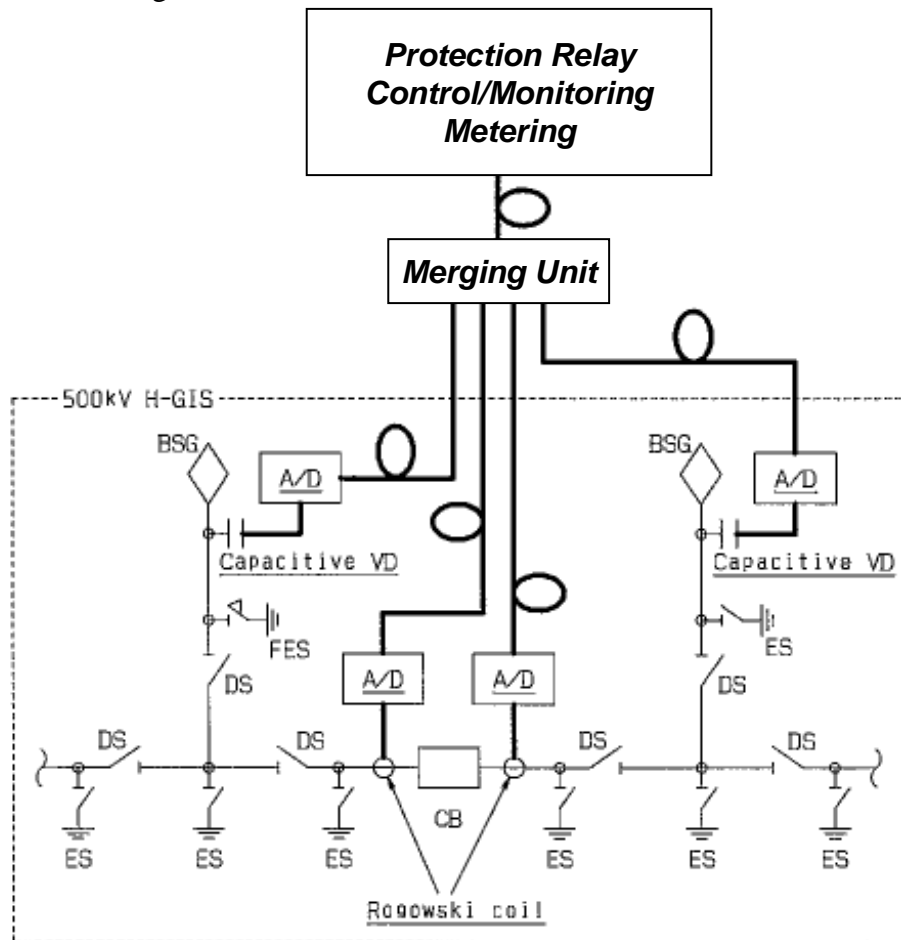 Protection Relay
Control/Monitoring
Metering
Merging Unit
500kV H-GIS
BSG
A/D
BSG
A/D
Capacitive VD
Capacitive VD
FES
ES
DS
A/D
A/D
DS
DS
DS
DS
DS
CB
ES
ES
ES
ES
ES
ES
Rogowski coil